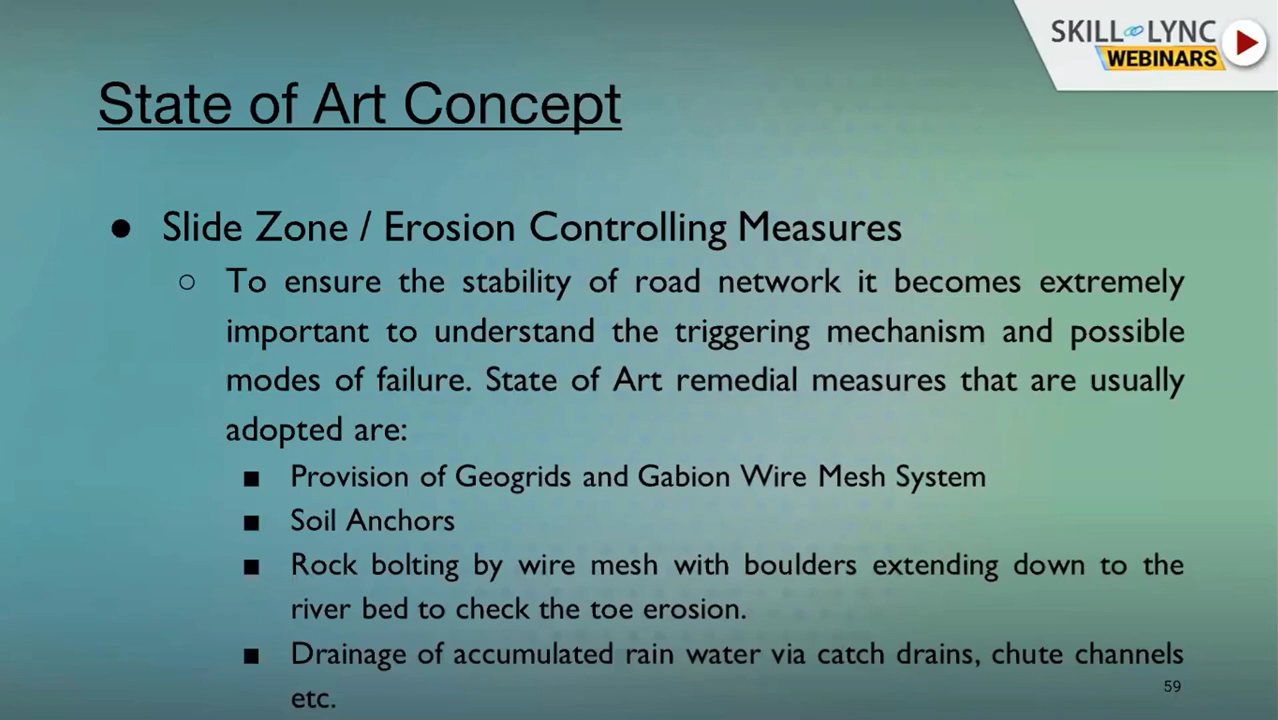 SKILL LYNC
WEBINARS
State of Art Concept
● Slide Zone / Erosion Controlling Measures
○ To ensure the stability of road network it becomes extremely
important to understand the triggering mechanism and possible
modes of failure. State of Art remedial measures that are usually
adopted are:
■ Provision of Geogrids and Gabion Wire Mesh System
■ Soil Anchors
■ Rock bolting by wire mesh with boulders extending down to the
river bed to check the toe erosion.
■ Drainage of accumulated rain water via catch drains, chute channels
etc.
59